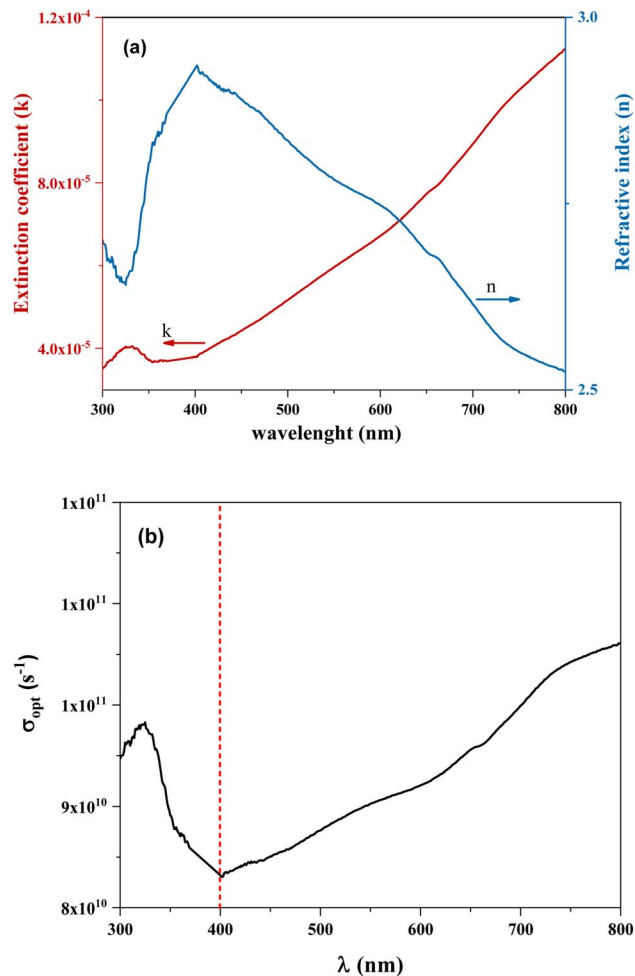 (a)
Extinction coefficient (k)
1.2x10⁻⁴
8.0x10⁻⁵
4.0x10⁻⁵
3.0
2.5
Refractive index (n)
k
n
300 400 500 600 700 800
wavelenght (nm)
(b)
σopt (s⁻¹)
1x10¹¹
1x10¹¹
1x10¹¹
9x10¹⁰
8x10¹⁰
300 400 500 600 700 800
λ (nm)